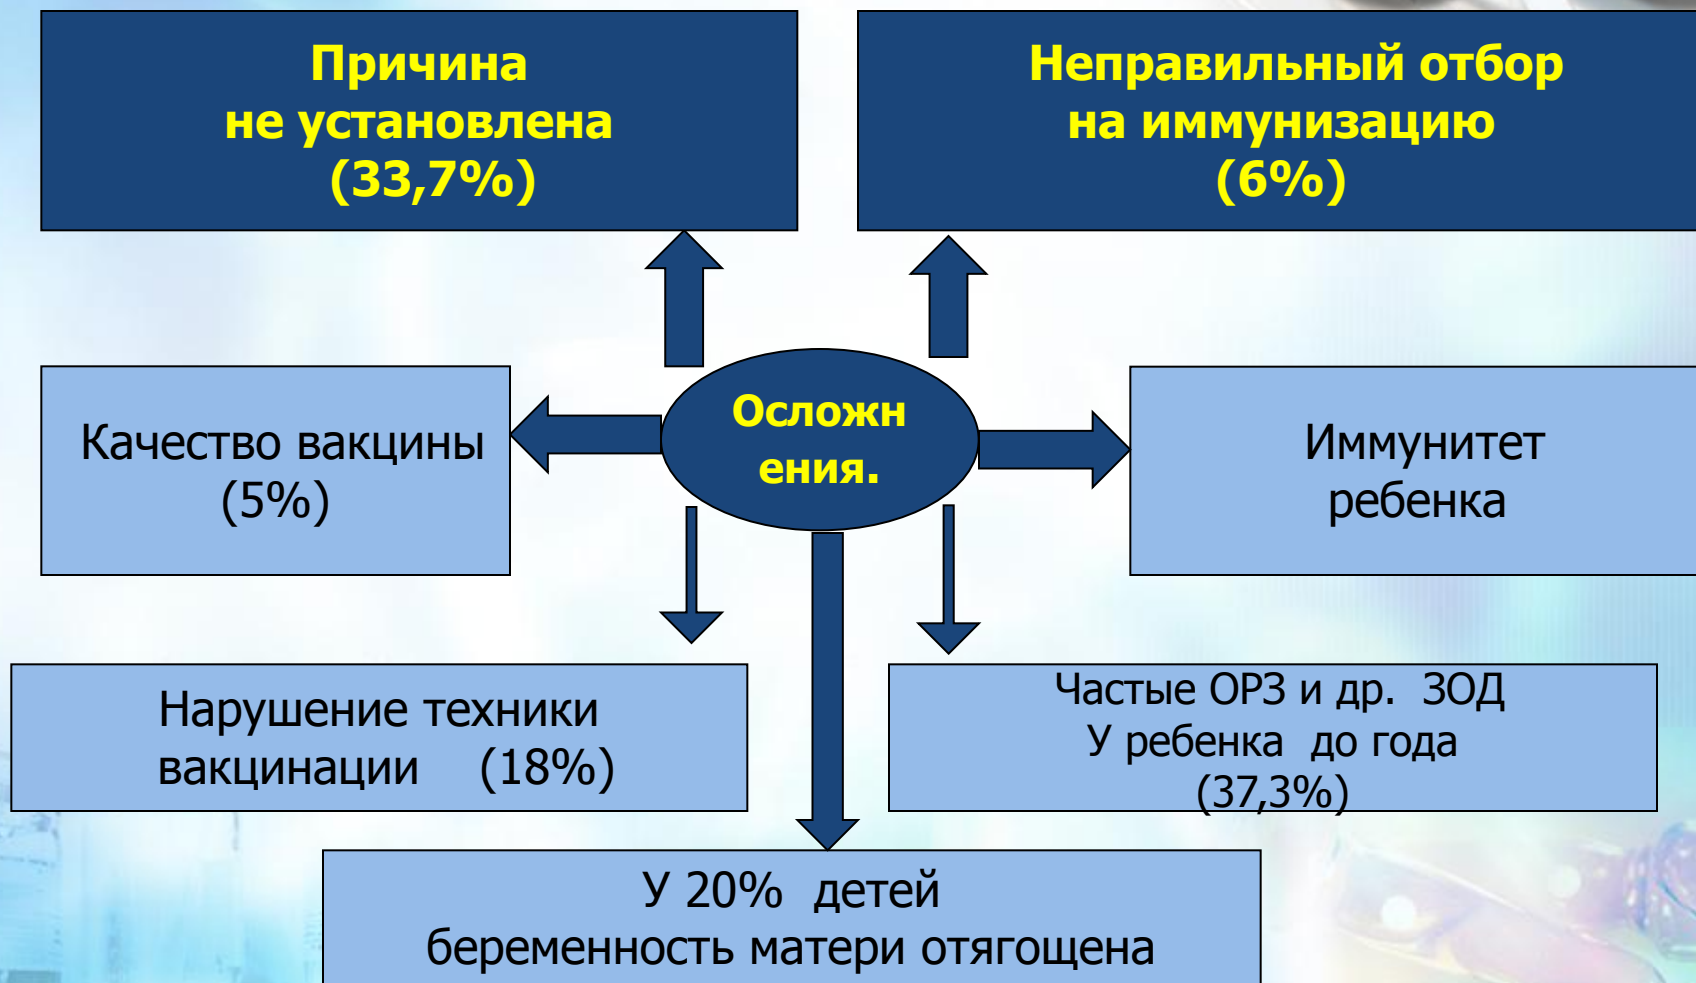 Причина
не установлена
(33,7%)
Неправильный отбор
на иммунизацию
(6%)
Качество вакцины
(5%)
Осложн
ения.
Иммунитет
ребенка
Нарушение техники
вакцинации (18%)
Частые ОРЗ и др. ЗОД
У ребенка до года
(37,3%)
У 20% детей
беременность матери отягощена